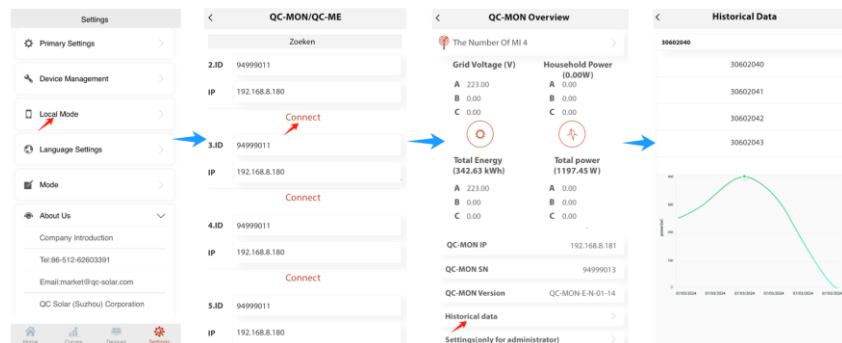 Settings
Primary Settings
Device Management
Local Mode
Language Settings
Mode
About Us
Company Introduction
Tel:86-512-62603391
Email:market@qc-solar.com
QC Solar (Suzhou) Corporation
Home
Curves
Devices
Settings
QC-MON/QC-ME
Zoeken
2.ID 94999011
IP 192.168.8.180
Connect
3.ID 94999011
IP 192.168.8.180
Connect
4.ID 94999011
IP 192.168.8.180
Connect
5.ID 94999011
IP 192.168.8.180
QC-MON Overview
The Number Of MI 4
Grid Voltage (V)
A 223.00
B 0.00
C 0.00
Household Power
(0.00W)
A 0.00
B 0.00
C 0.00
Total Energy
(342.63 kWh)
A 223.00
B 0.00
C 0.00
Total power
(1197.45 W)
A 0.00
B 0.00
C 0.00
QC-MON IP 192.168.8.181
QC-MON SN 94999013
QC-MON Version QC-MON-E-N-01-14
Historical data
Settings(only for administrator)
Historical Data
30602040
30602040
30602041
30602042
30602043